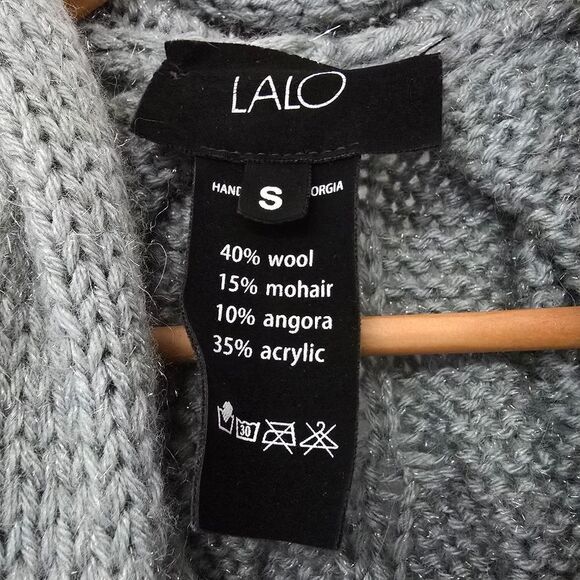 LALO
HAND S ORGIA
40% wool
15% mohair
10% angora
35% acrylic
30